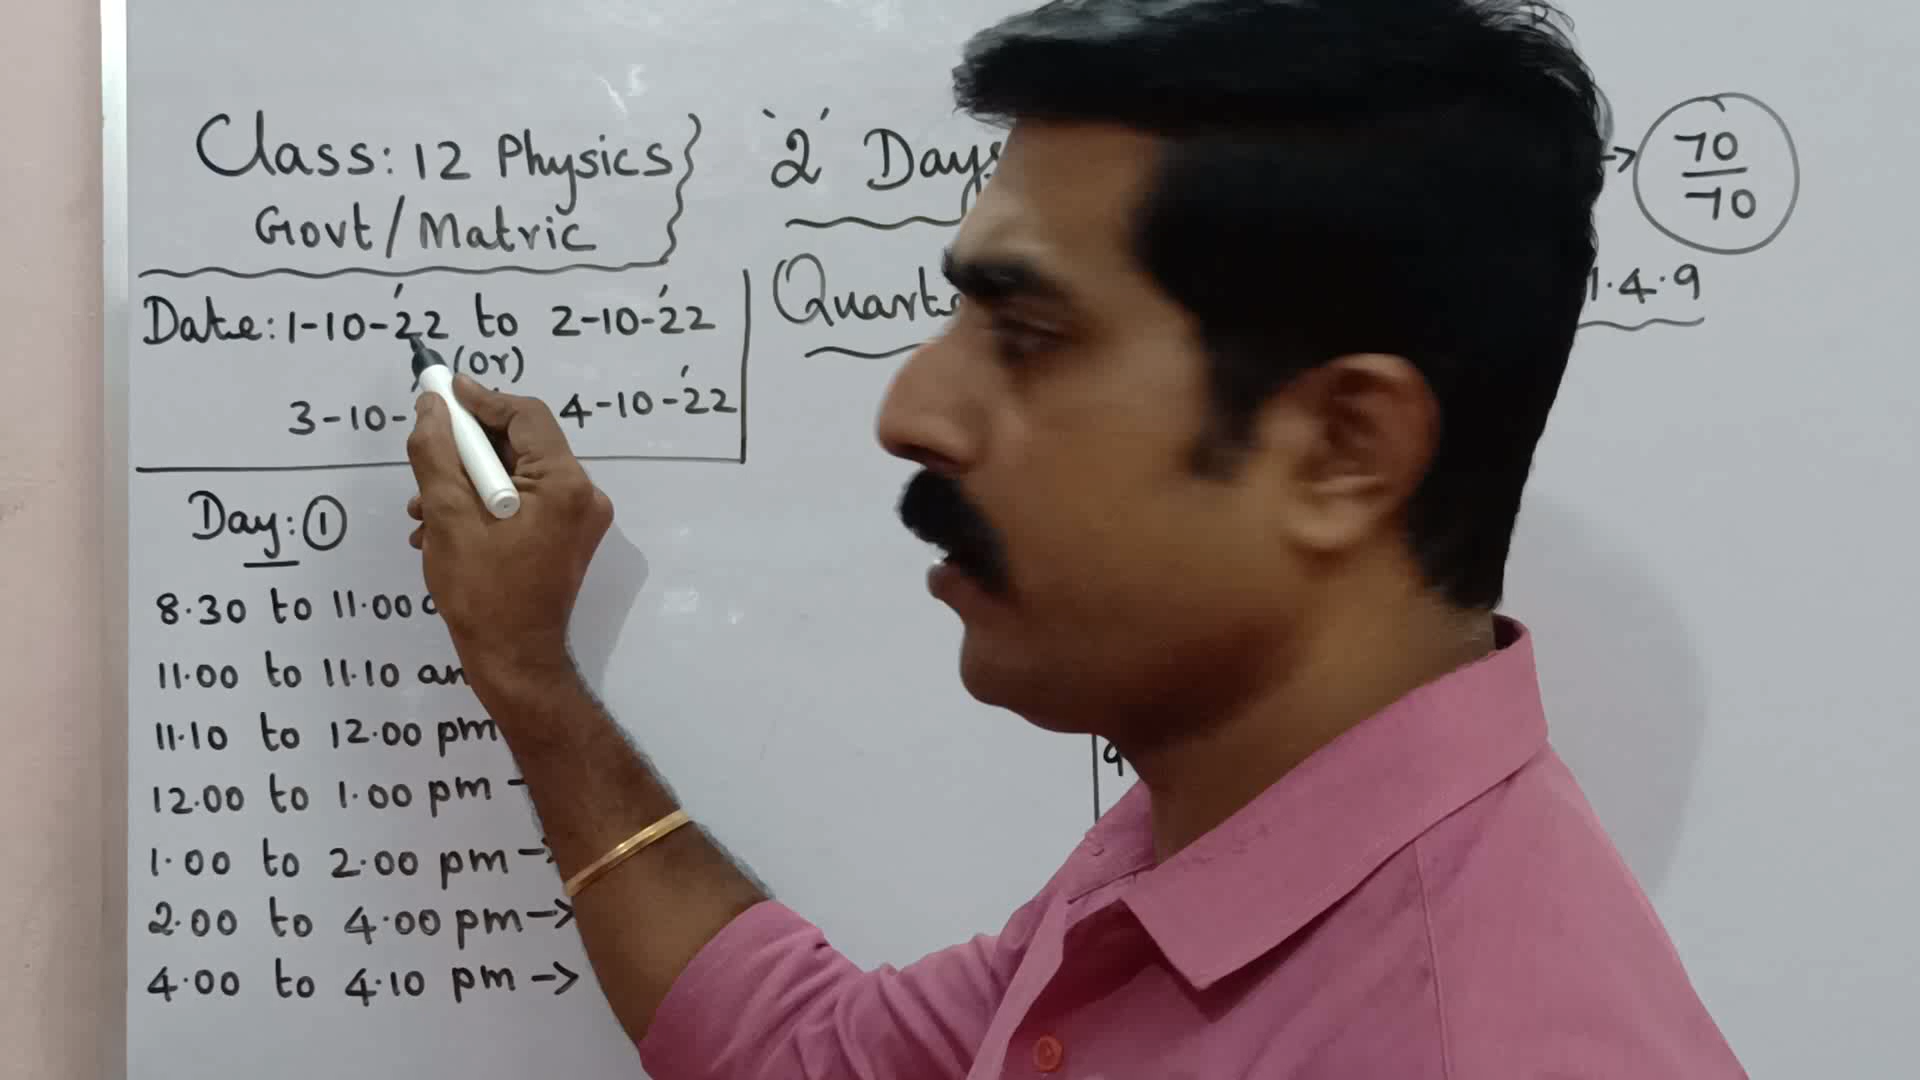 Class: 12 Physics
Govt/Matric
'2' Days
→ 70/70
Date: 1-10-'22 to 2-10-'22
(or)
3-10- 4-10-'22
1.4.9
Day: ①
8.30 to 11.00
11.00 to 11.10
11.10 to 12.00 pm
12.00 to 1.00 pm -
1.00 to 2.00 pm →
2.00 to 4.00 pm →
4.00 to 4.10 pm →